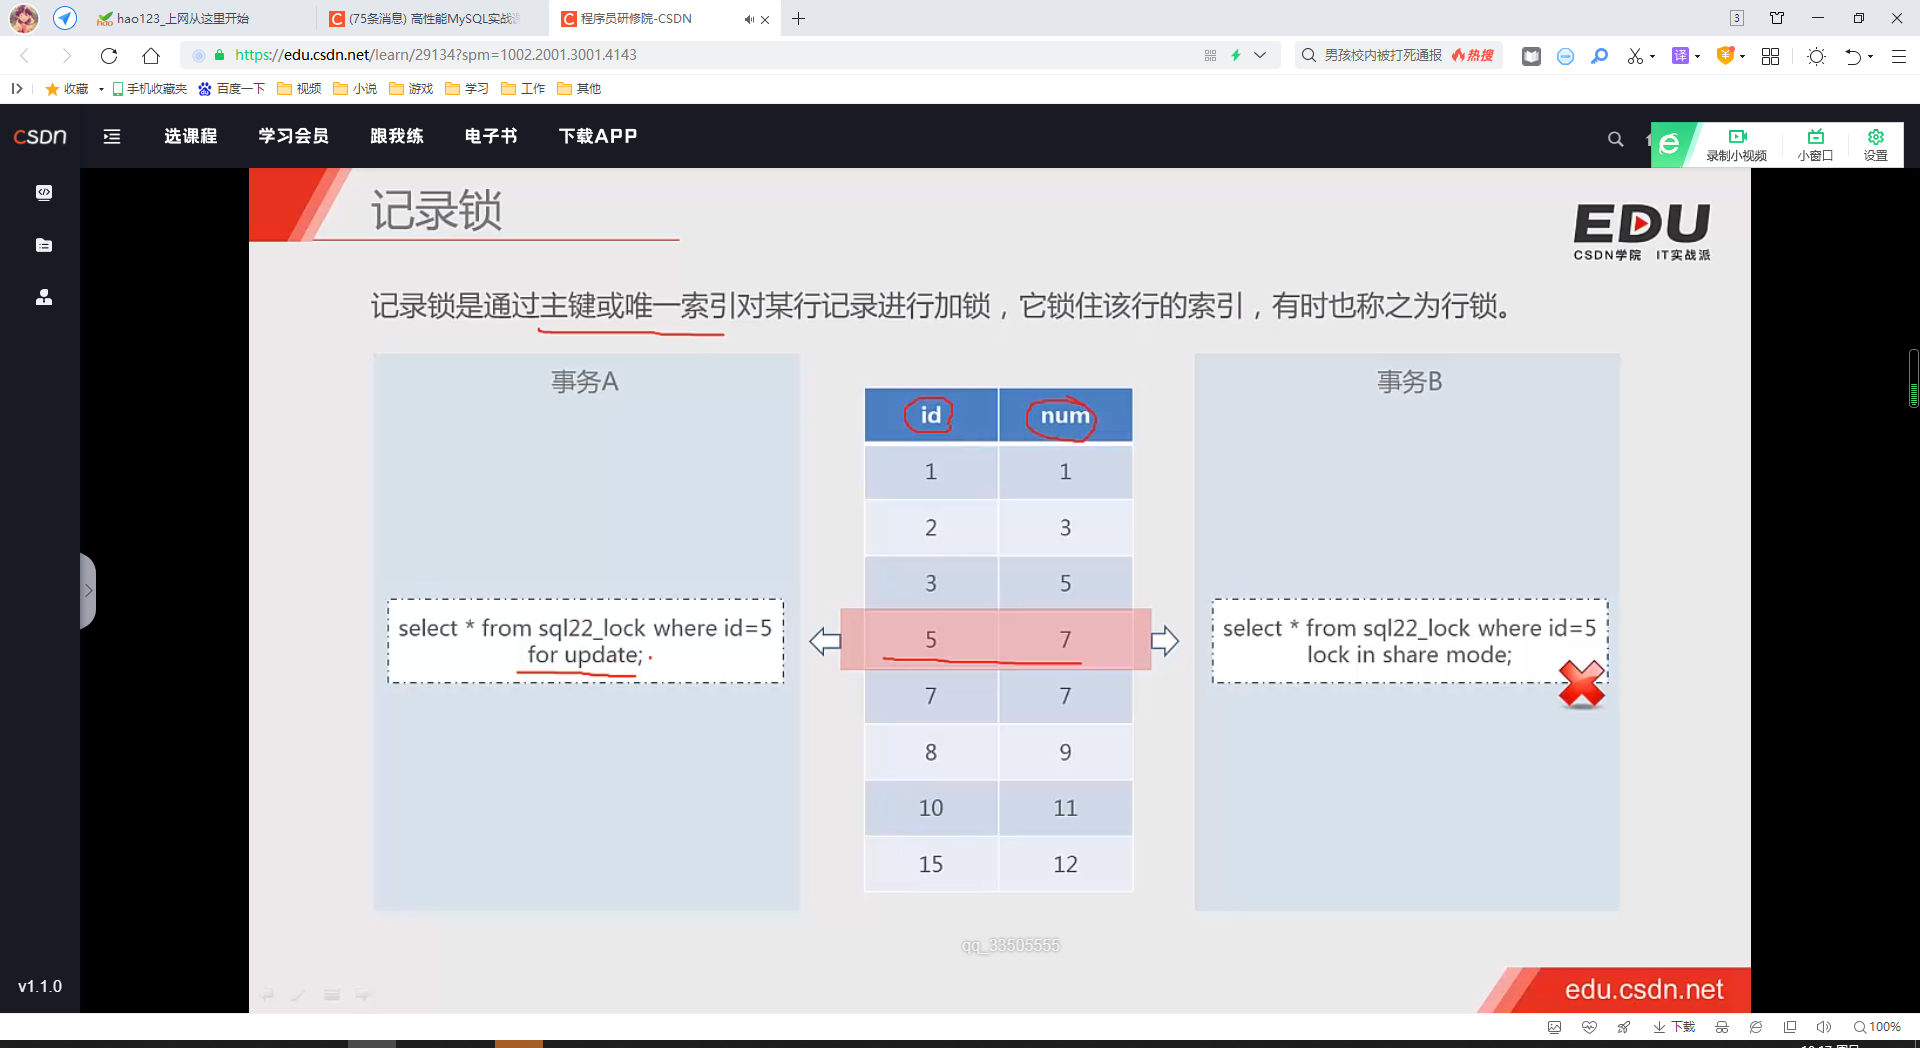 hao123_上网从这里开始
(75条消息) 高性能MySQL实战课
程序员研修院-CSDN
3
https://edu.csdn.net/learn/29134?spm=1002.2001.3001.4143
男孩校内被打死通报 热搜
译
收藏 手机收藏夹 百度一下 视频 小说 游戏 学习 工作 其他
CSDN 选课程 学习会员 跟我练 电子书 下载APP
录制小视频 小窗口 设置
记录锁
EDU
CSDN学院 IT实战派
记录锁是通过主键或唯一索引对某行记录进行加锁，它锁住该行的索引，有时也称之为行锁。
事务A
事务B
id num
1 1
2 3
3 5
5 7
7 7
8 9
10 11
15 12
select * from sql22_lock where id=5
for update;
select * from sql22_lock where id=5
lock in share mode;
qq_33505555
v1.1.0
edu.csdn.net
下载 100%